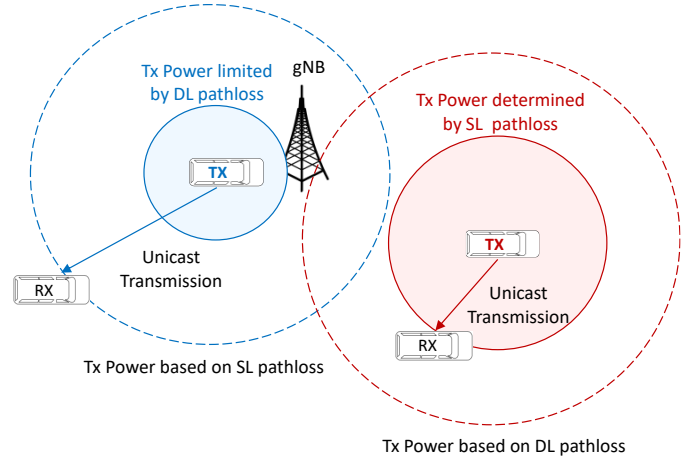 Tx Power limited
by DL pathloss
gNB
TX
Unicast
Transmission
RX
Tx Power based on SL pathloss
Tx Power determined
by SL pathloss
TX
Unicast
Transmission
RX
Tx Power based on DL pathloss